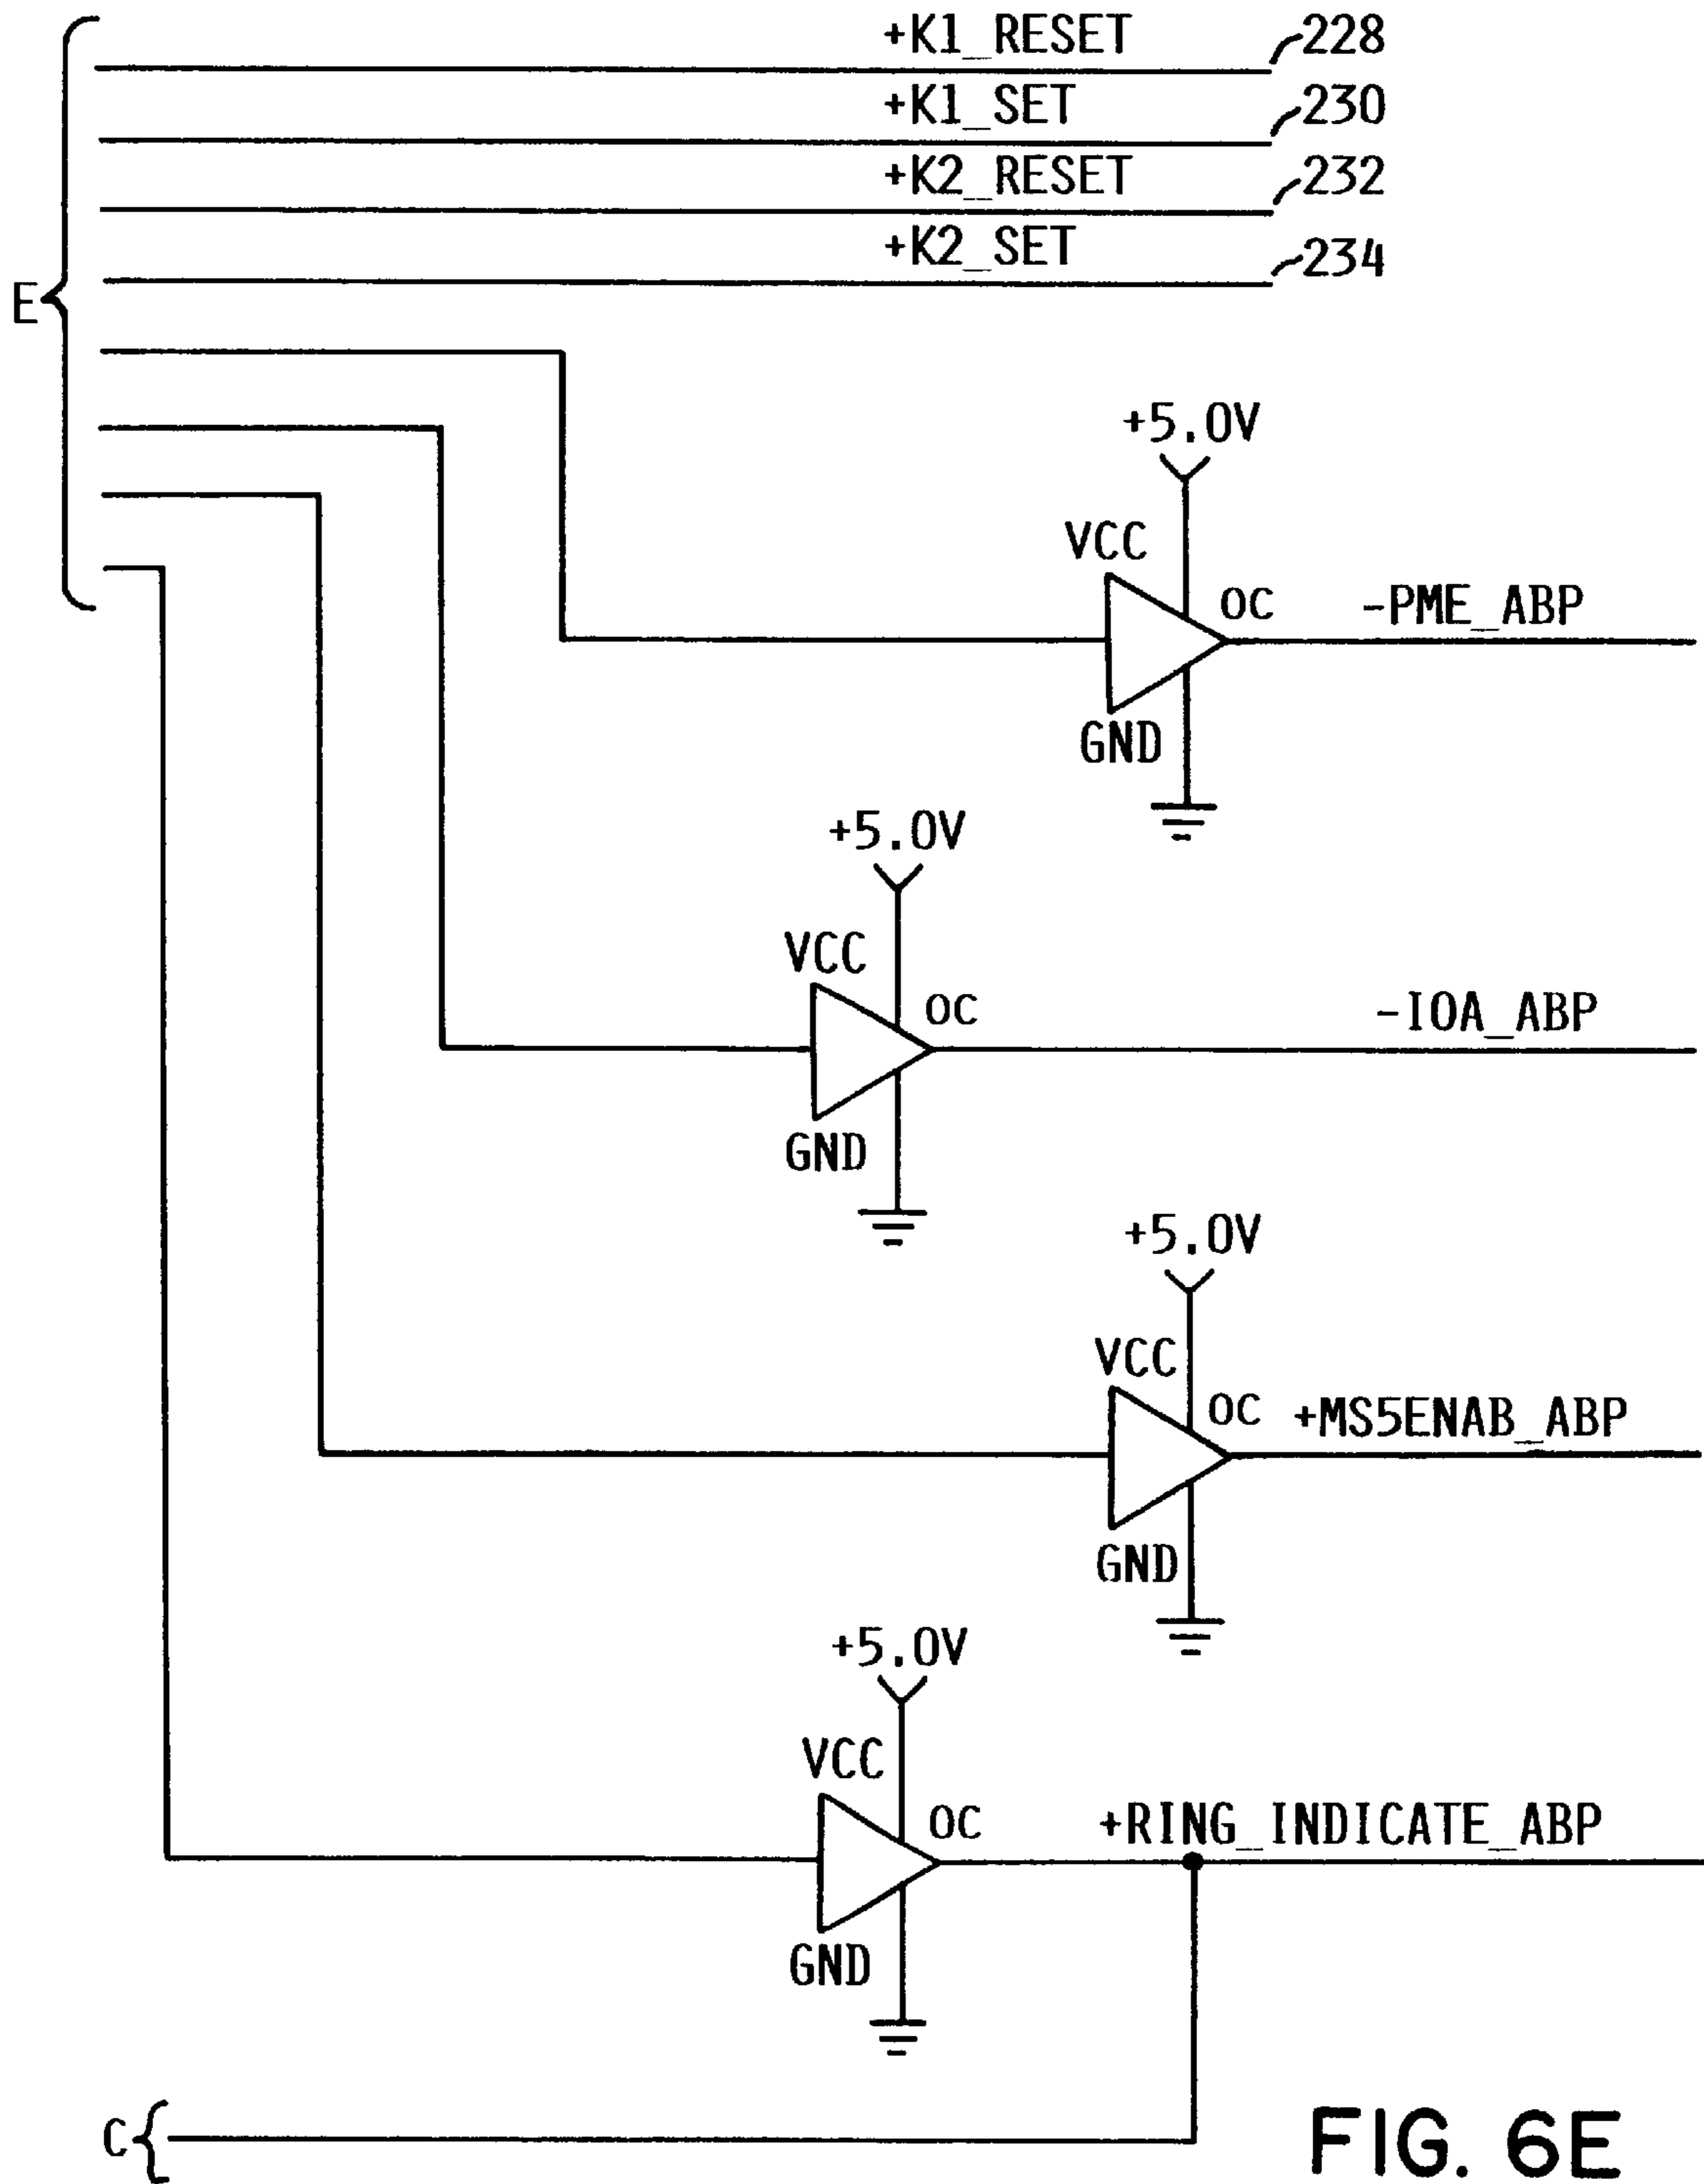 +K1_RESET 228
+K1_SET 230
+K2_RESET 232
+K2_SET 234
E
+5.0V
VCC
OC -PME_ABP
GND
+5.0V
VCC
OC -IOA_ABP
GND
+5.0V
VCC
OC +MS5ENAB_ABP
GND
+5.0V
VCC
OC +RING_INDICATE_ABP
GND
C
FIG. 6E